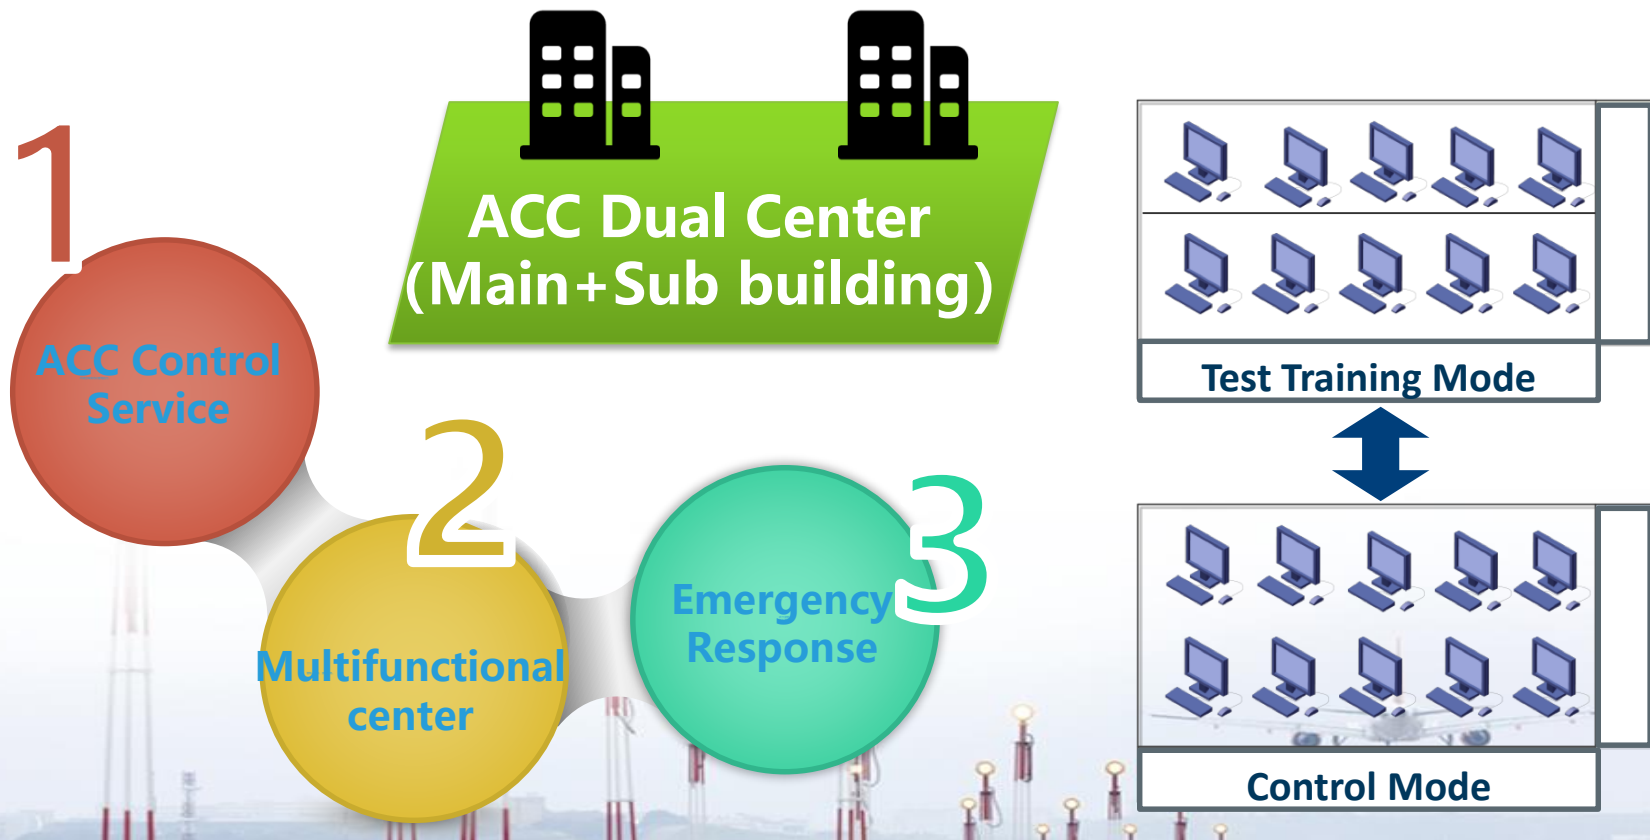 ACC Dual Center
(Main+Sub building)
1
ACC Control
Service
2
Multifunctional
center
3
Emergency
Response
Test Training Mode
Control Mode